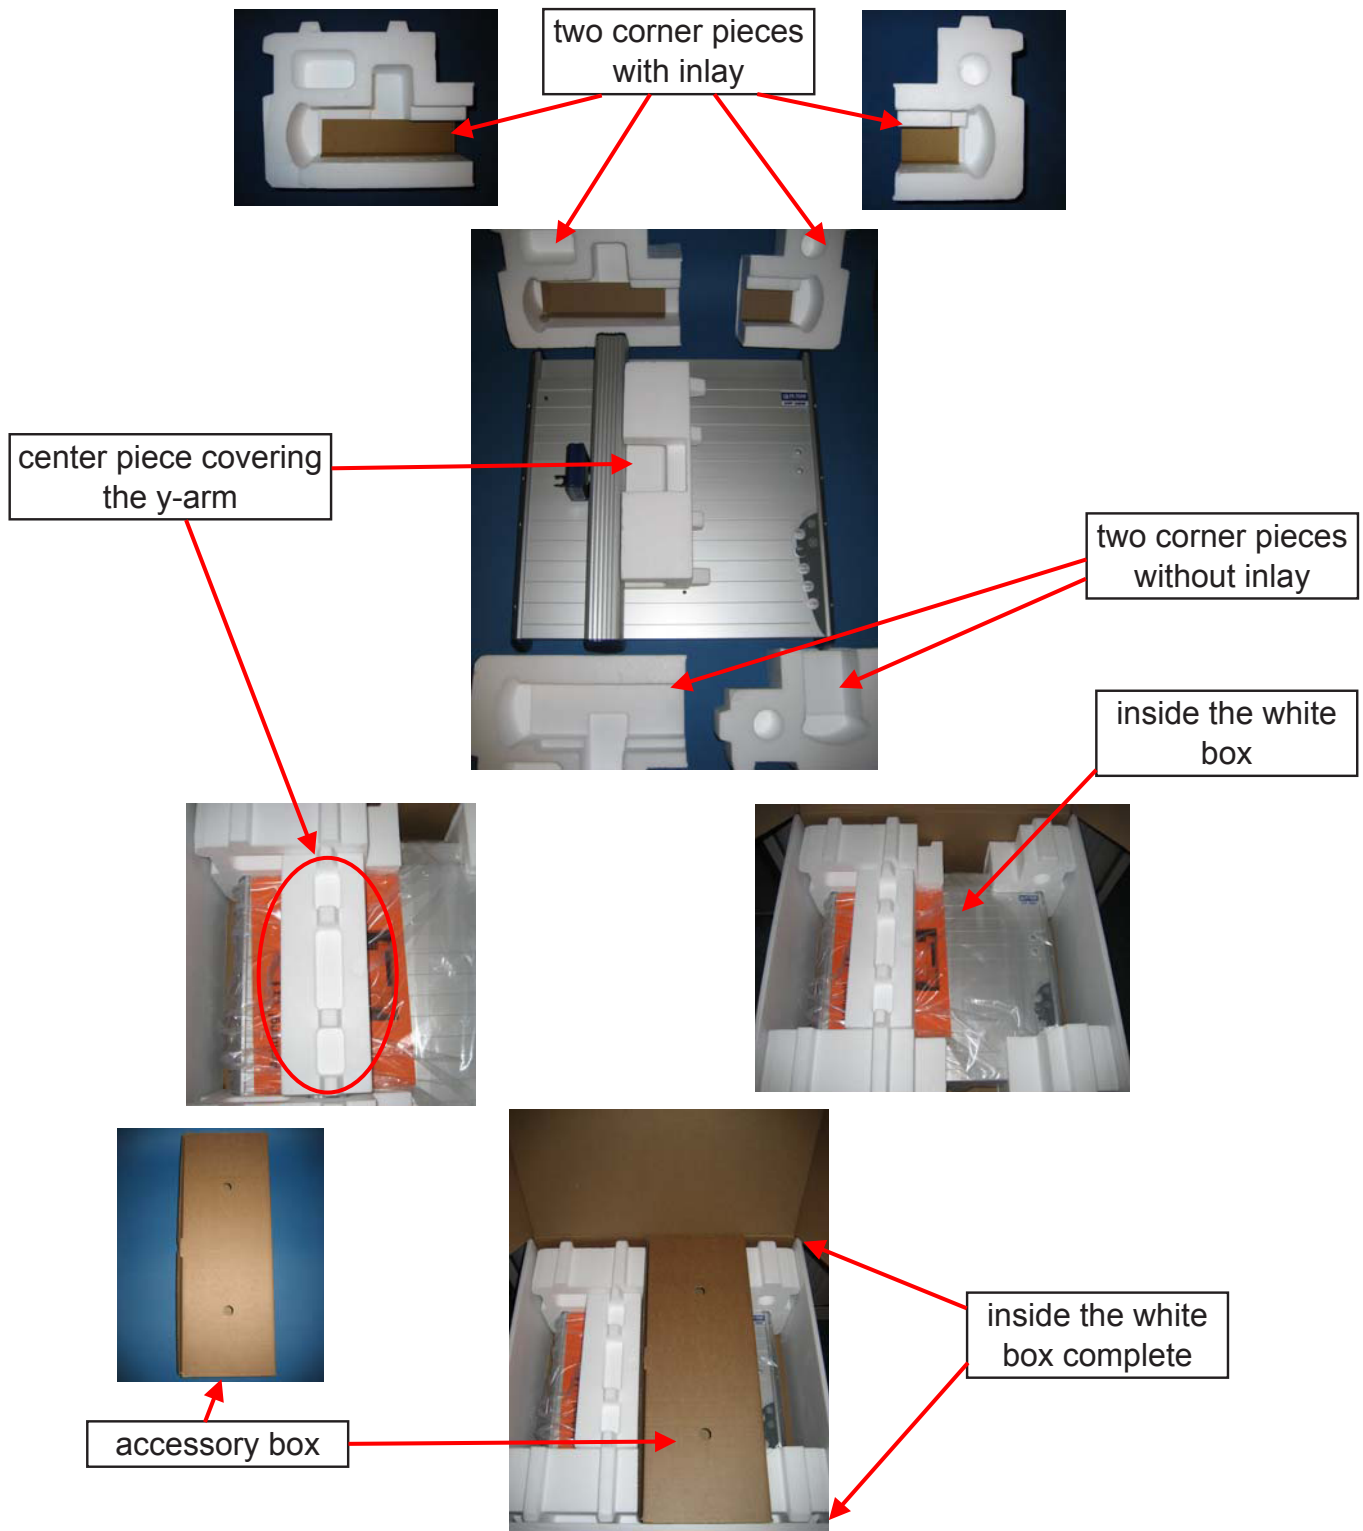 two corner pieces
with inlay
center piece covering
the y-arm
two corner pieces
without inlay
inside the white
box
inside the white
box complete
accessory box